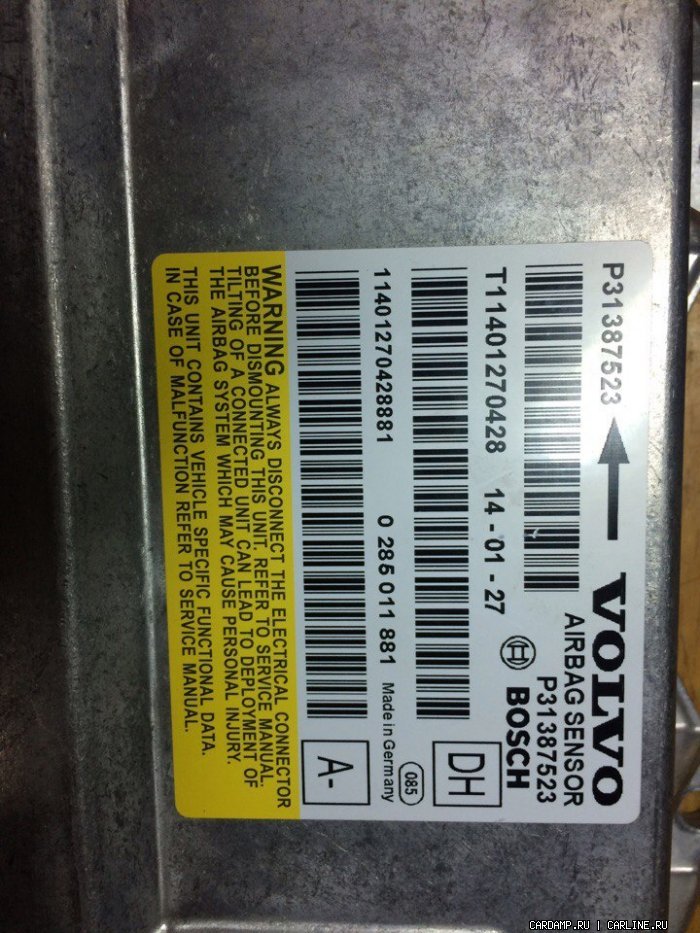 P31387523
VOLVO
AIRBAG SENSOR
P31387523
T11401270428 14-01-27
BOSCH
DH
11401270428881 0 285 011 881 Made in Germany
085
A-
WARNING ALWAYS DISCONNECT THE ELECTRICAL CONNECTOR
BEFORE DISMOUNTING THIS UNIT. REFER TO SERVICE MANUAL.
TILTING OF A CONNECTED UNIT CAN LEAD TO DEPLOYMENT OF
THE AIRBAG SYSTEM WHICH MAY CAUSE PERSONAL INJURY.
THIS UNIT CONTAINS VEHICLE SPECIFIC FUNCTIONAL DATA.
IN CASE OF MALFUNCTION REFER TO SERVICE MANUAL.
CARDAMP.RU | CARLINE.RU